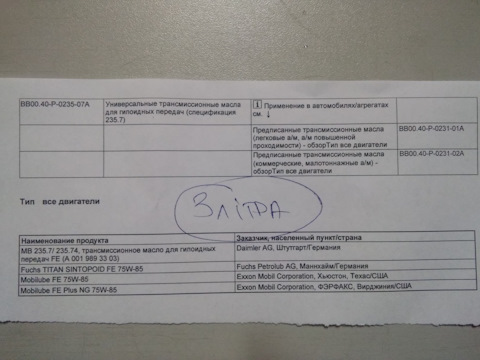 BB00.40-P-0235-07A
Универсальные трансмиссионные масла
для гипоидных передач (спецификация
235.7)
i Применение в автомобилях/агрегатах
см. ↓
Предписанные трансмиссионные масла
(легковые а/м, а/м повышенной
проходимости) - обзорТип все двигатели
BB00.40-P-0231-01A
Предписанные трансмиссионные масла
(коммерческие, малотоннажные а/м) -
обзорТип все двигатели
BB00.40-P-0231-02A
Тип все двигатели
3 літра
Наименование продукта
Заказчик, населенный пункт/страна
MB 235.7/ 235.74, трансмиссионное масло для гипоидных
передач FE (A 001 989 33 03)
Daimler AG, Штутгарт/Германия
Fuchs TITAN SINTOPOID FE 75W-85
Fuchs Petrolub AG, Маннхайм/Германия
Mobilube FE 75W-85
Exxon Mobil Corporation, Хьюстон, Техас/США
Mobilube FE Plus NG 75W-85
Exxon Mobil Corporation, ФЭРФАКС, Вирджиния/США